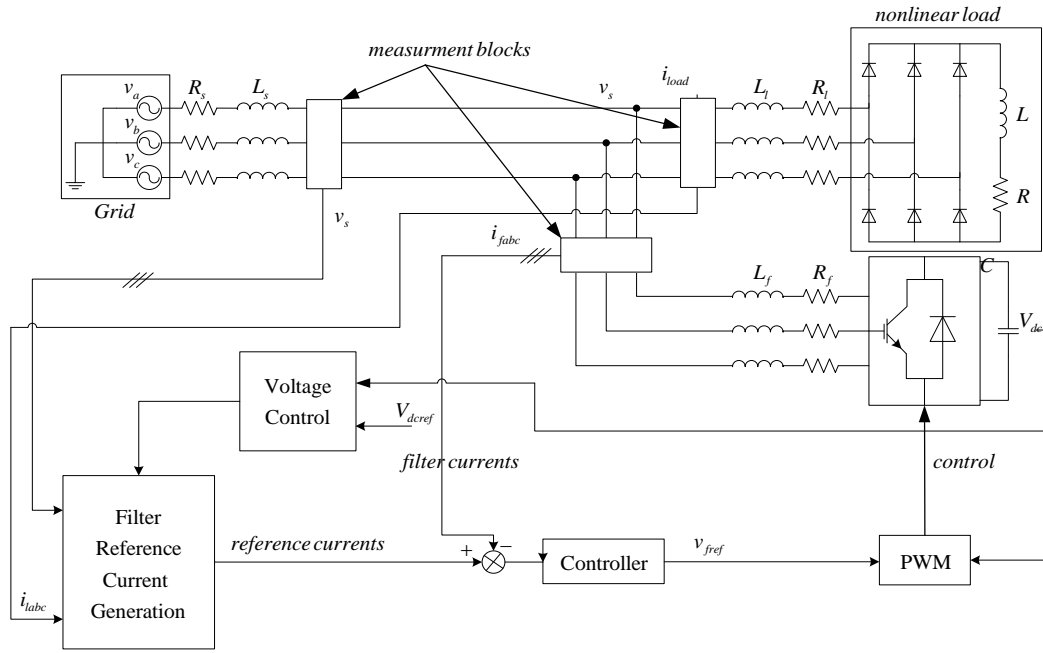 nonlinear load
measurment blocks
v_a
R_s
L_s
v_s
i_load
L_l
R_l
v_b
L
v_c
R
Grid
v_s
i_fabc
C
L_f
R_f
V_dc
Voltage
Control
V_dcref
filter currents
control
Filter
Reference
Current
Generation
reference currents
+
−
Controller
v_fref
PWM
i_labc